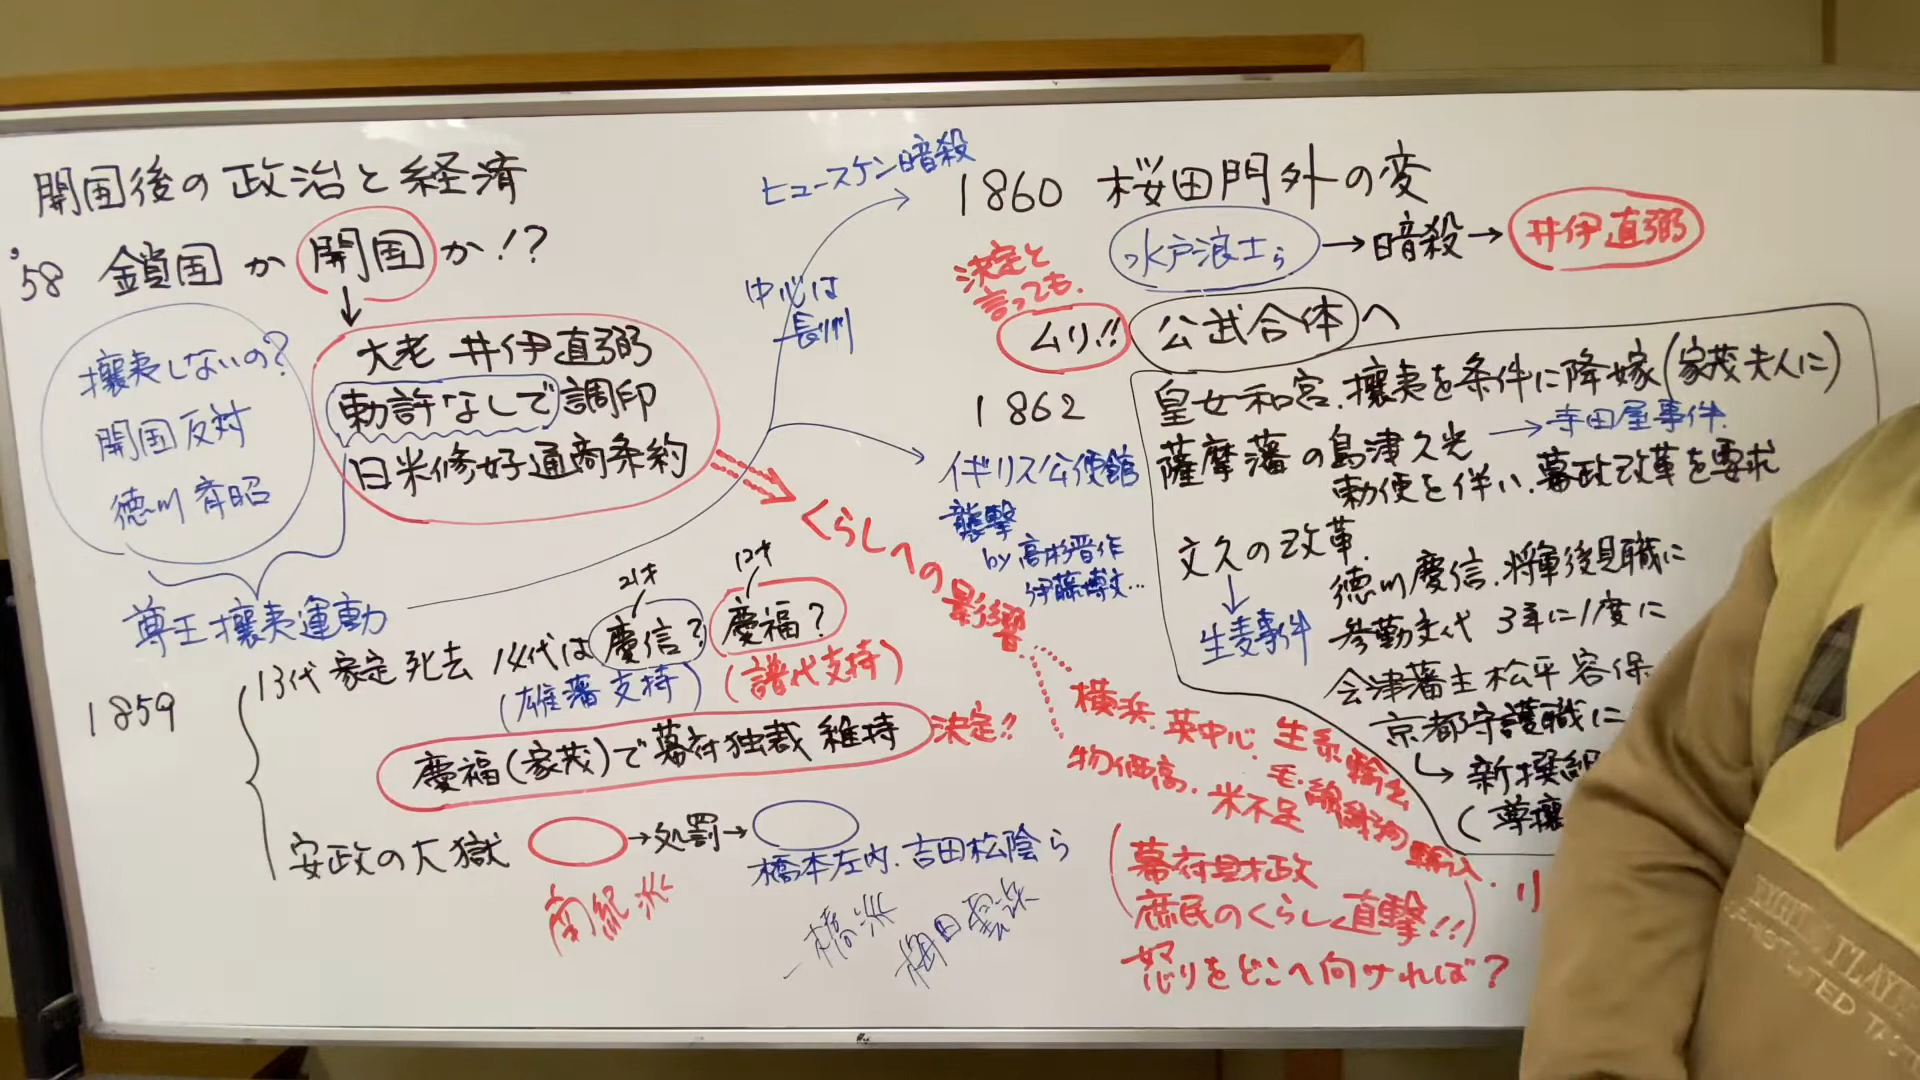 開国後の政治と経済
'58 鎖国か開国か!?
攘夷しないの?
開国反対
徳川斉昭
大老 井伊直弼
勅許なしで調印
日米修好通商条約
尊王攘夷運動
中心は
長州
ヒュースケン暗殺
1859
13代家定死去 14代は慶信? 慶福?
21才
12才
(雄藩支持)
(譜代支持)
慶福(家茂)で幕府独裁維持
決定!!
安政の大獄 →処罰→
南紀派
橋本左内.吉田松陰ら
一橋派
梅田雲浜
1860 桜田門外の変
水戸浪士ら→暗殺→井伊直弼
決定と
言っても.
ムリ!!
公武合体へ
1862
イギリス公使館
襲撃
by 高杉晋作
伊藤博文…
皇女和宮.攘夷を条件に降嫁(家茂夫人に)
薩摩藩の島津久光→寺田屋事件.
勅使を伴い.幕政改革を要求
文久の改革.
生麦事件
徳川慶信.将軍後見職に
参勤交代 3年に1度に
会津藩主松平容保
京都守護職に
新撰組
(尊攘
くらしへの影響
横浜.英中心.生糸輸出
毛・綿織物輸入.
物価高.米不足
(幕府財政
庶民のくらし直撃!!)
怒りをどこへ向ければ?